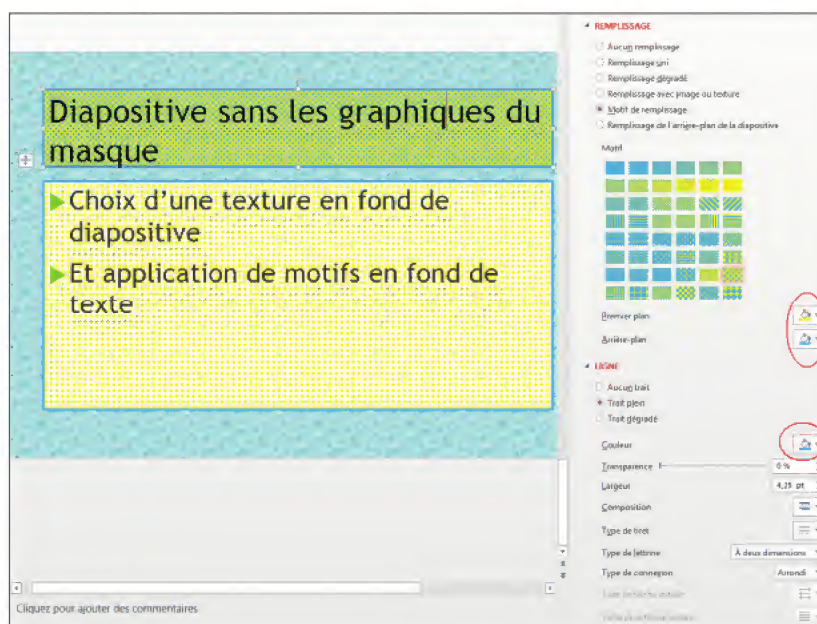 Diapositive sans les graphiques du
masque
Choix d'une texture en fond de
diapositive
Et application de motifs en fond de
texte
Cliquez pour ajouter des commentaires
REMPLISSAGE
Aucun remplissage
Remplissage uni
Remplissage dégradé
Remplissage avec image ou texture
Motif de remplissage
Remplissage de l'arrière-plan de la diapositive
Motif
Premier plan
Arrière-plan
LIGNE
Aucun trait
Trait plein
Trait dégradé
Couleur
Transparence 0 %
Largeur 4,25 pt
Composition
Type de tiret
Type de lettrine À deux dimensions
Type de connexion Arrondi